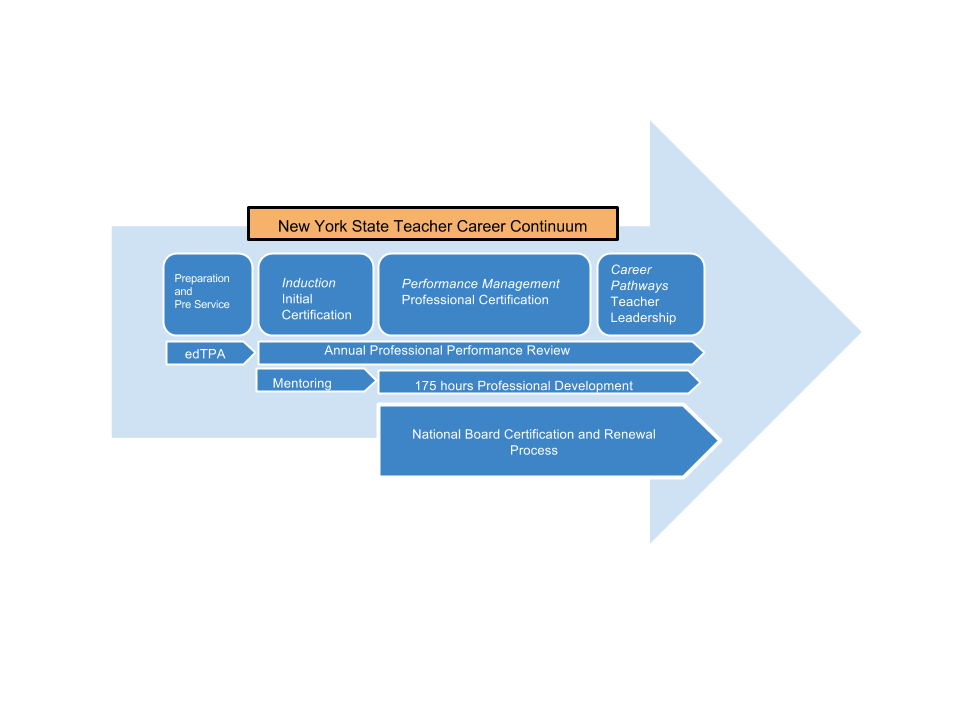 New York State Teacher Career Continuum
Preparation
and
Pre Service
Induction
Initial
Certification
Performance Management
Professional Certification
Career
Pathways
Teacher
Leadership
edTPA
Annual Professional Performance Review
Mentoring
175 hours Professional Development
National Board Certification and Renewal
Process